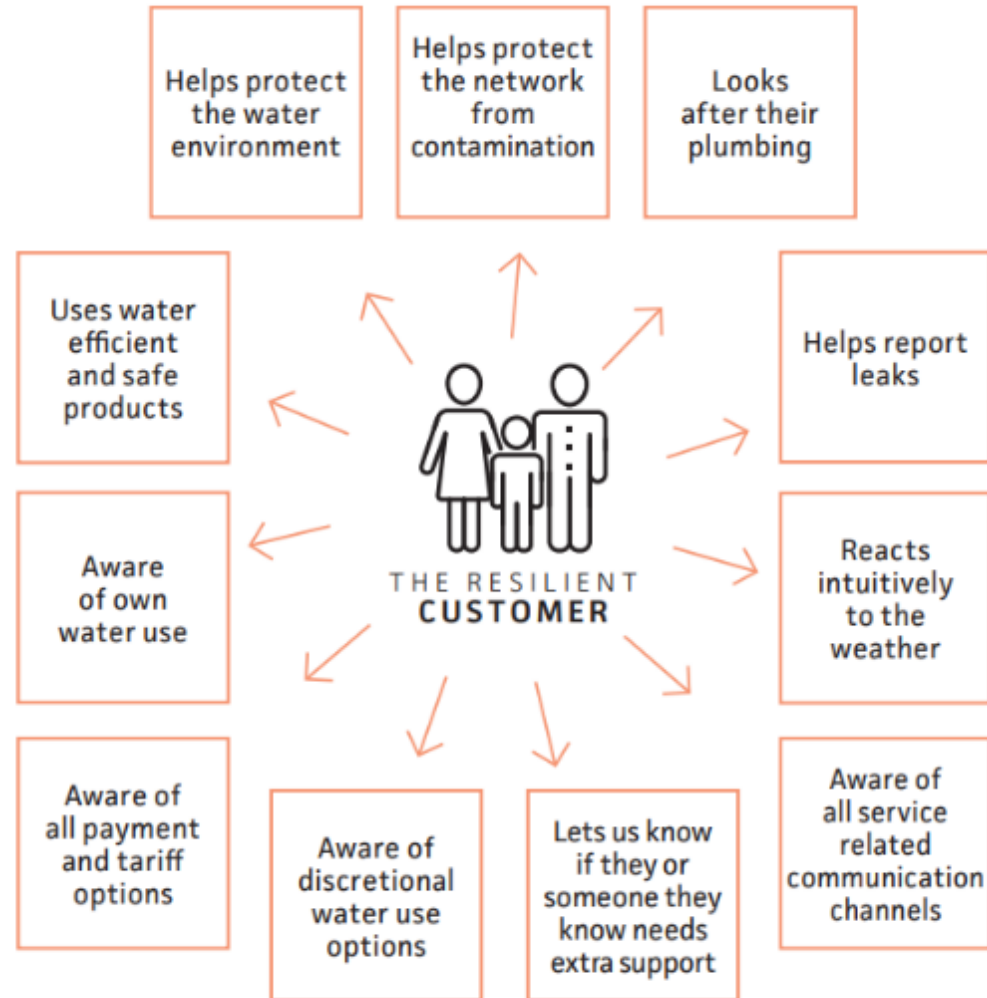 Helps protect
the water
environment
Helps protect
the network
from
contamination
Looks
after their
plumbing
Uses water
efficient
and safe
products
Helps report
leaks
THE RESILIENT
CUSTOMER
Aware
of own
water use
Reacts
intuitively
to the
weather
Aware of
all payment
and tariff
options
Aware of
discretional
water use
options
Lets us know
if they or
someone they
know needs
extra support
Aware of
all service
related
communication
channels